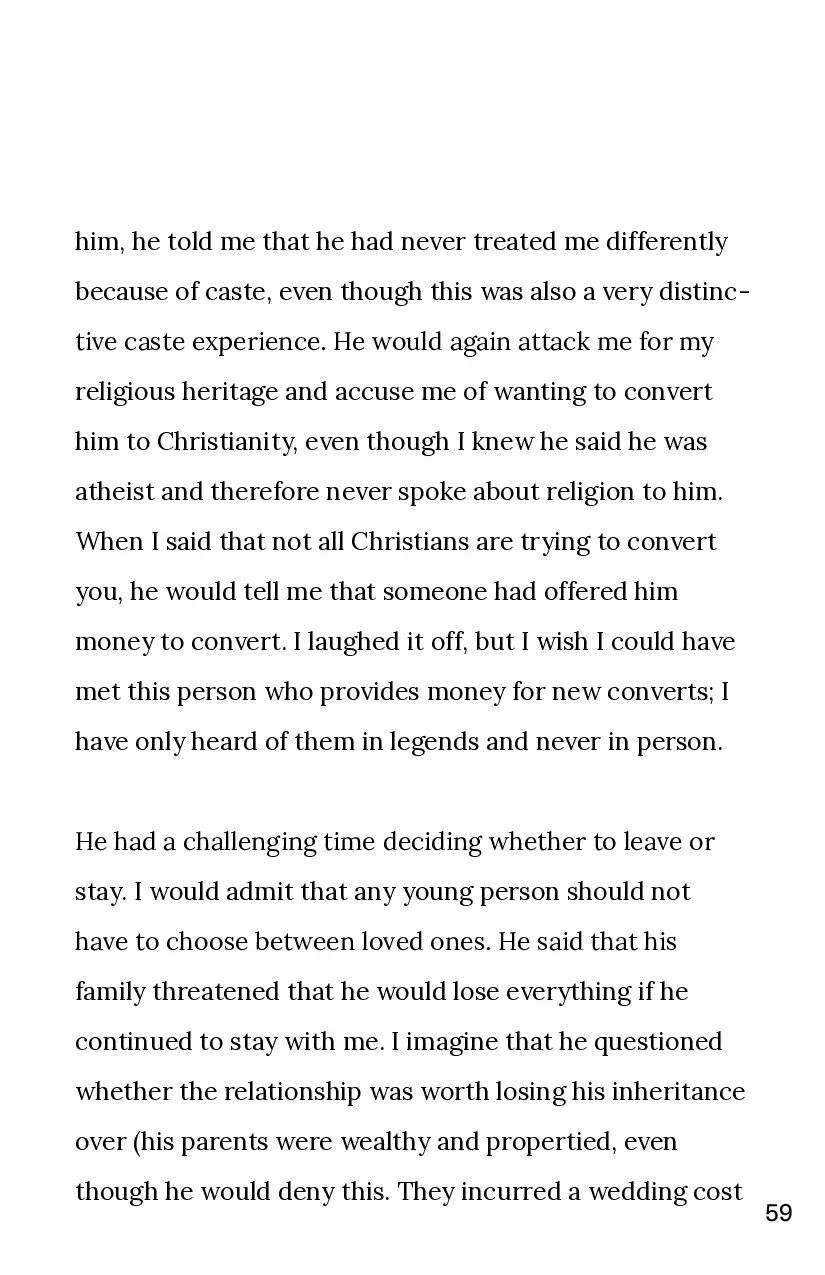 him, he told me that he had never treated me differently
because of caste, even though this was also a very distinc-
tive caste experience. He would again attack me for my
religious heritage and accuse me of wanting to convert
him to Christianity, even though I knew he said he was
atheist and therefore never spoke about religion to him.
When I said that not all Christians are trying to convert
you, he would tell me that someone had offered him
money to convert. I laughed it off, but I wish I could have
met this person who provides money for new converts; I
have only heard of them in legends and never in person.
He had a challenging time deciding whether to leave or
stay. I would admit that any young person should not
have to choose between loved ones. He said that his
family threatened that he would lose everything if he
continued to stay with me. I imagine that he questioned
whether the relationship was worth losing his inheritance
over (his parents were wealthy and propertied, even
though he would deny this. They incurred a wedding cost
59